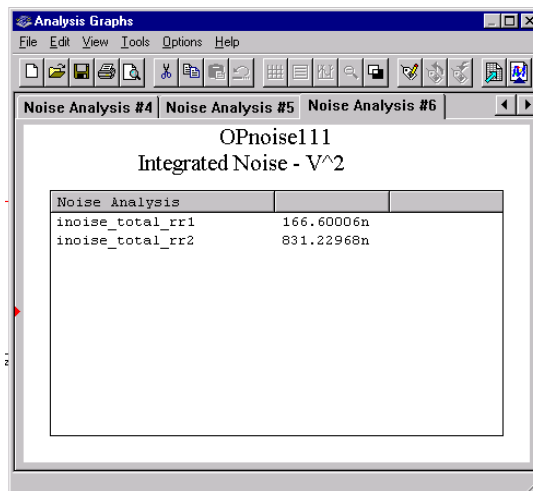 Analysis Graphs
File Edit View Tools Options Help
Noise Analysis #4 Noise Analysis #5 Noise Analysis #6
OPnoise111
Integrated Noise - V^2
Noise Analysis
inoise_total_rr1 166.60006n
inoise_total_rr2 831.22968n